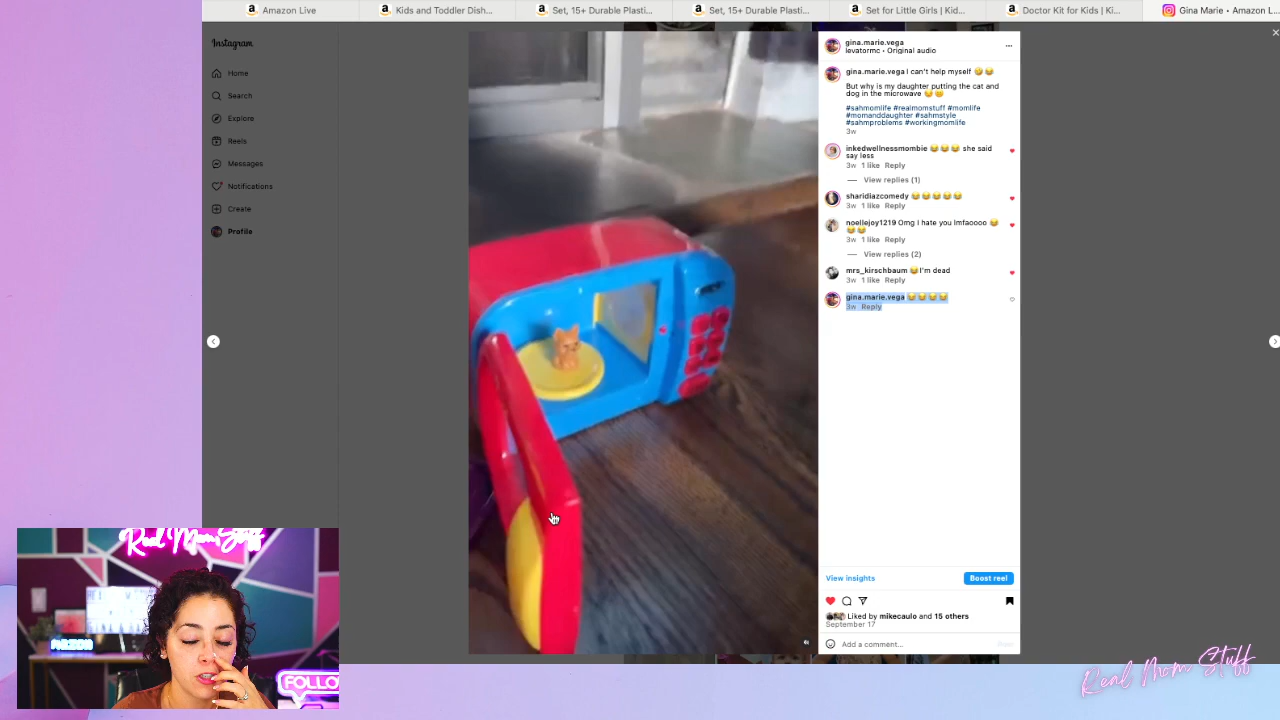 Amazon Live
Kids and Toddler Dish...
Set, 15+ Durable Plasti...
Set, 15+ Durable Plasti...
Set for Little Girls | Kid...
Doctor Kit for Kids | Ki...
Gina Marie • Amazon L...
Instagram
Home
Search
Explore
Reels
Messages
Notifications
Create
Profile
gina.marie.vega
levatormc • Original audio
gina.marie.vega I can't help myself 🤣 😂
But why is my daughter putting the cat and
dog in the microwave
#sahmomlife #realmomstuff #momlife
#momanddaughter #sahmstyle
#sahmproblems #workingmomlife
3w
inkedwellnessmombie 😂 😂 😂 she said
say less
3w 1 like Reply
View replies (1)
sharidiazcomedy 😂 😂 😂 😂 😂
3w 1 like Reply
noellejoy1219 Omg I hate you lmfaoooo 😂
😂 😂
3w 1 like Reply
View replies (2)
mrs_kirschbaum 😂 I'm dead
3w 1 like Reply
gina.marie.vega 😂 😂 😂 😂
3w Reply
View insights
Boost reel
Liked by mikecaulo and 15 others
September 17
Add a comment...
Real Mom Stuff
FOLLO
Real Mom Stuff